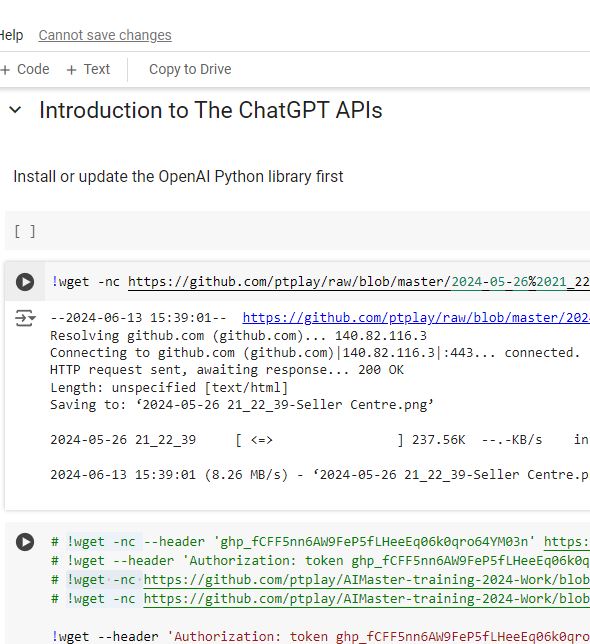 Help Cannot save changes
+ Code + Text Copy to Drive
Introduction to The ChatGPT APIs
Install or update the OpenAI Python library first
[ ]
!wget -nc https://github.com/ptplay/raw/blob/master/2024-05-26%2021_22
--2024-06-13 15:39:01-- https://github.com/ptplay/raw/blob/master/202
Resolving github.com (github.com)... 140.82.116.3
Connecting to github.com (github.com)|140.82.116.3|:443... connected.
HTTP request sent, awaiting response... 200 OK
Length: unspecified [text/html]
Saving to: ‘2024-05-26 21_22_39-Seller Centre.png’
2024-05-26 21_22_39 [ <=> ] 237.56K --.-KB/s in
2024-06-13 15:39:01 (8.26 MB/s) - ‘2024-05-26 21_22_39-Seller Centre.p
# !wget -nc --header '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' https:
# !wget --header 'Authorization: token ghp_fCFF5nn6AW9FeP5fLHeeEq06k0q
# !wget -nc https://github.com/ptplay/AIMaster-training-2024-Work/blob
# !wget -nc https://github.com/ptplay/AIMaster-training-2024-Work/blob
!wget --header 'Authorization: token ghp_fCFF5nn6AW9FeP5fLHeeEq06k0qro